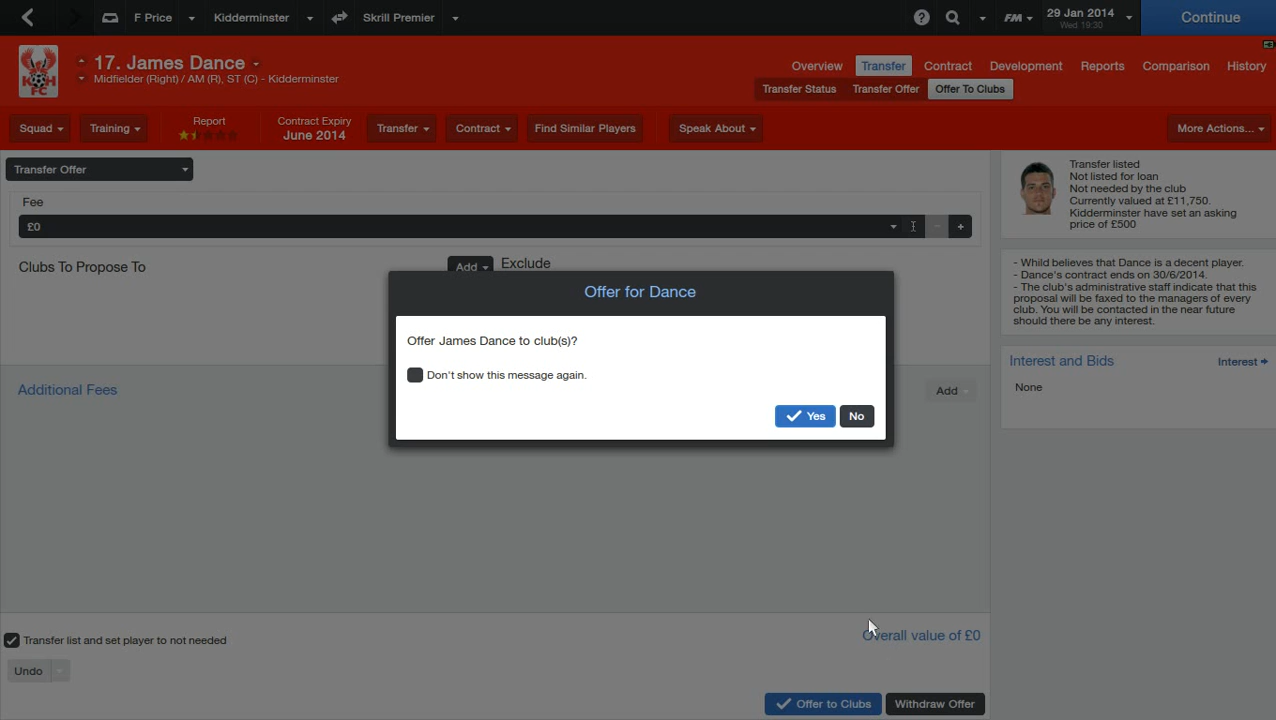 F Price
Kidderminster
Skrill Premier
?
FM
29 Jan 2014
Wed 19:30
Continue
KHFC
17. James Dance
Midfielder (Right) / AM (R), ST (C) - Kidderminster
Overview
Transfer
Contract
Development
Reports
Comparison
History
Transfer Status
Transfer Offer
Offer To Clubs
Squad
Training
Report
Contract Expiry
June 2014
Transfer
Contract
Find Similar Players
Speak About
More Actions...
Transfer Offer
Fee
£0
Clubs To Propose To
Add
Exclude
Offer for Dance
Offer James Dance to club(s)?
Don't show this message again.
Yes
No
Additional Fees
Add
Transfer listed
Not listed for loan
Not needed by the club
Currently valued at £11,750.
Kidderminster have set an asking
price of £500
- Whild believes that Dance is a decent player.
- Dance's contract ends on 30/6/2014.
- The club's administrative staff indicate that this
proposal will be faxed to the managers of every
club. You will be contacted in the near future
should there be any interest.
Interest and Bids
Interest
None
Transfer list and set player to not needed
Overall value of £0
Undo
Offer to Clubs
Withdraw Offer